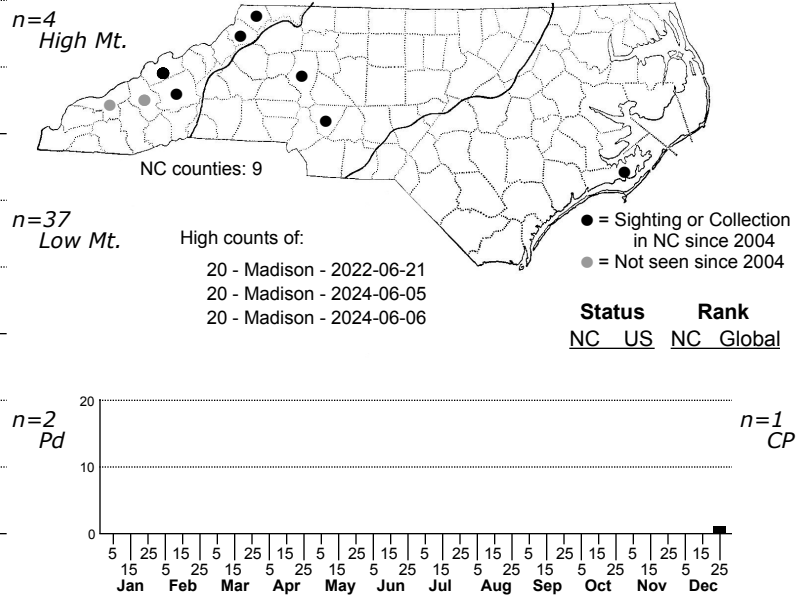 n=4
High Mt.
NC counties: 9
n=37
Low Mt.
High counts of:
20 - Madison - 2022-06-21
20 - Madison - 2024-06-05
20 - Madison - 2024-06-06
● = Sighting or Collection
in NC since 2004
● = Not seen since 2004
Status Rank
NC US NC Global
n=2
Pd
n=1
CP
20
10
0
5 25 15 5 25 15 5 25 15 5 25 15 5 25 15 5 25 15
15 5 25 15 5 25 15 5 25 15 5 25 15 5 25 15 5 25
Jan Feb Mar Apr May Jun Jul Aug Sep Oct Nov Dec